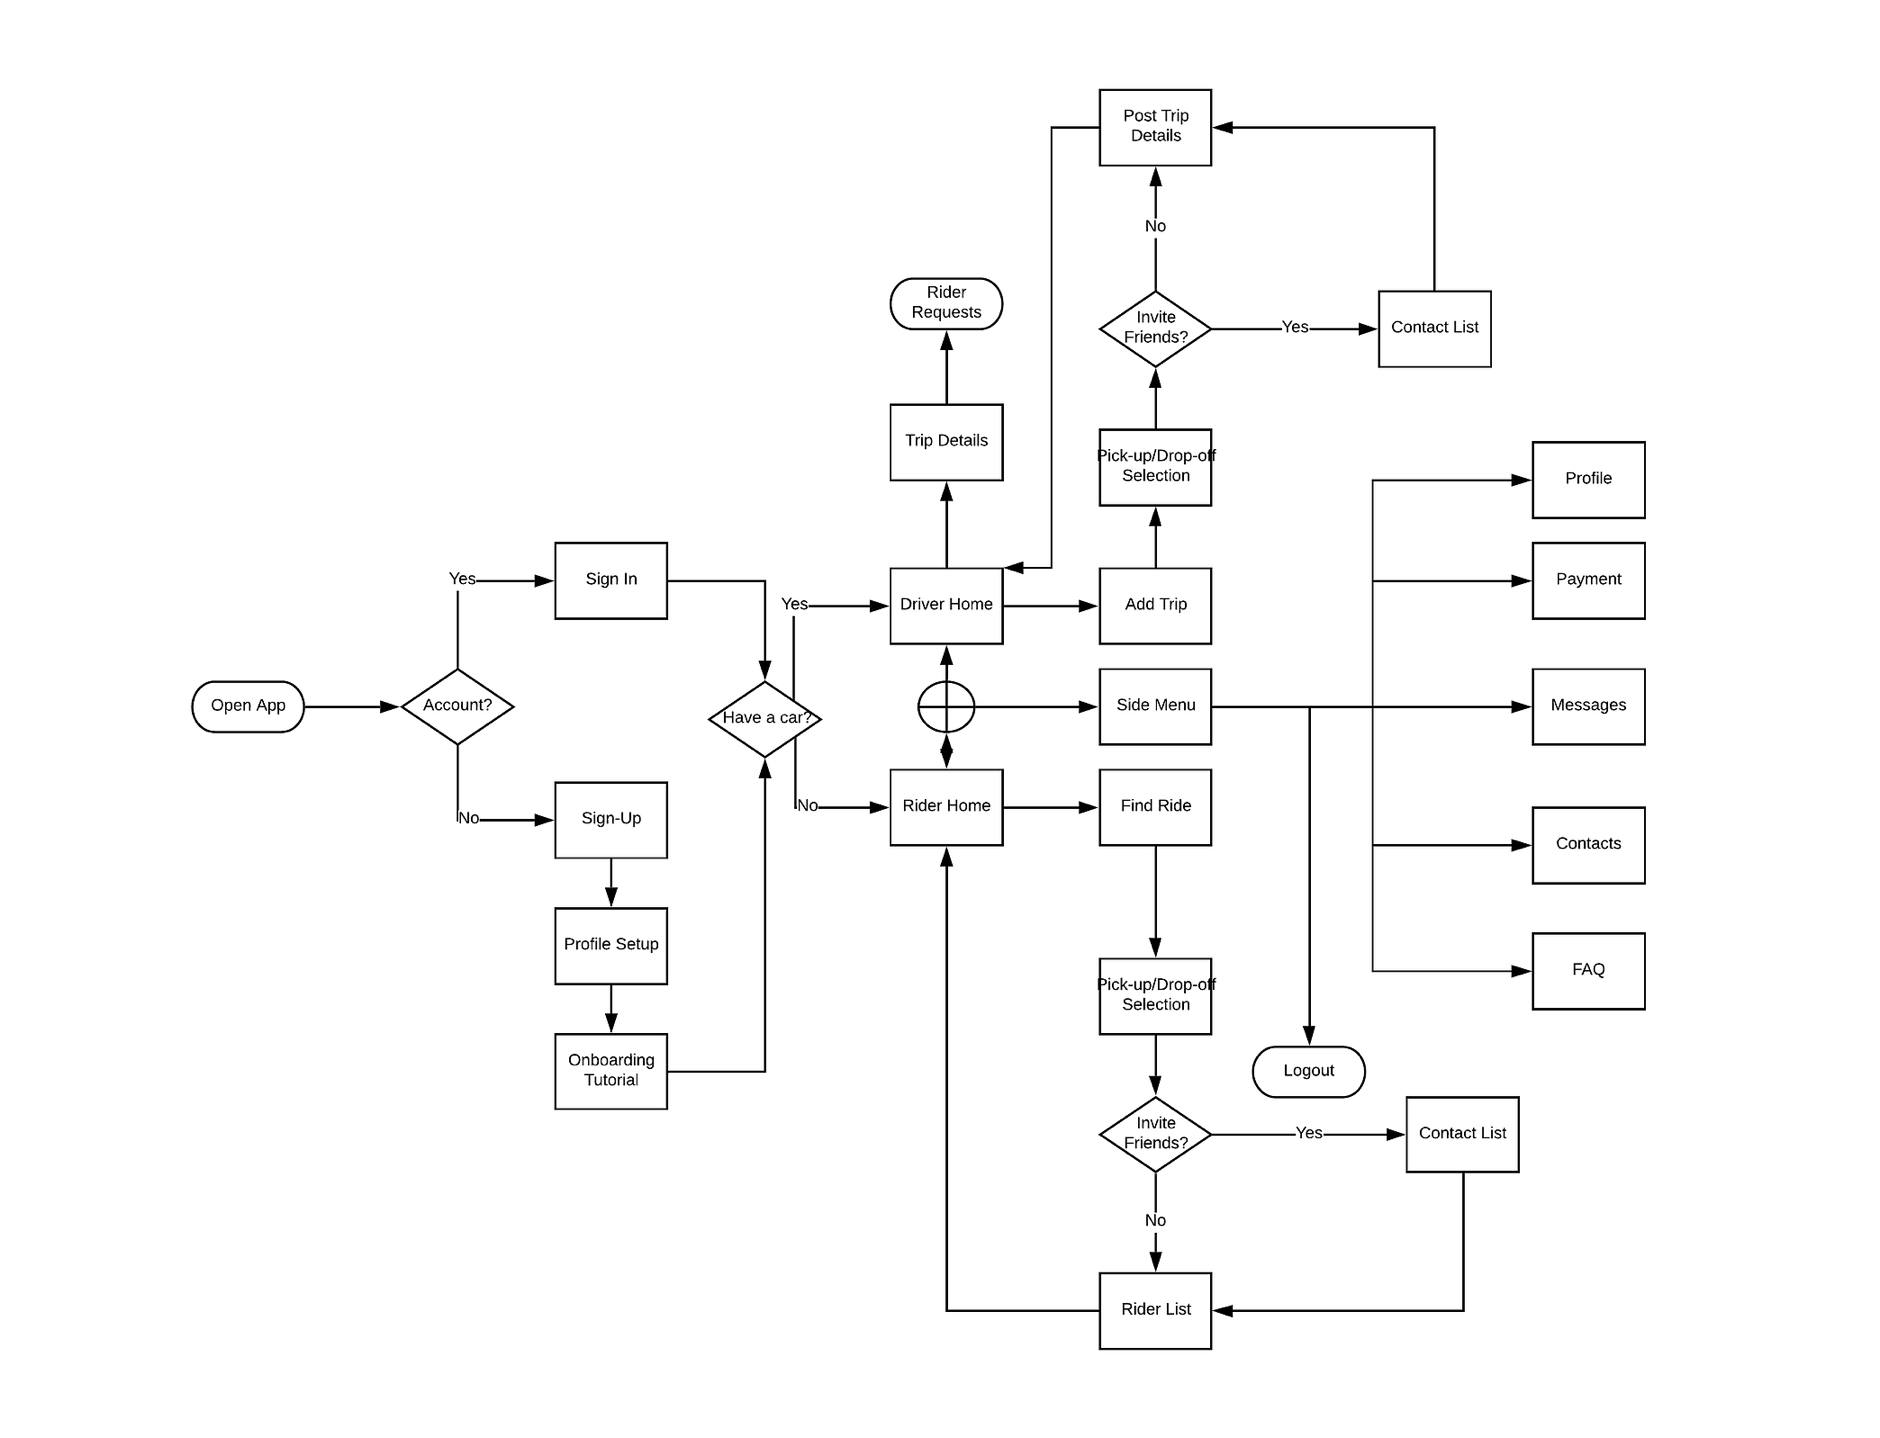 Post Trip
Details
No
Rider
Requests
Invite
Friends?
Yes
Contact List
Trip Details
Pick-up/Drop-off
Selection
Profile
Yes
Sign In
Yes
Driver Home
Add Trip
Payment
Open App
Account?
Have a car?
Side Menu
Messages
No
Sign-Up
No
Rider Home
Find Ride
Contacts
Profile Setup
Pick-up/Drop-off
Selection
FAQ
Onboarding
Tutorial
Logout
Invite
Friends?
Yes
Contact List
No
Rider List